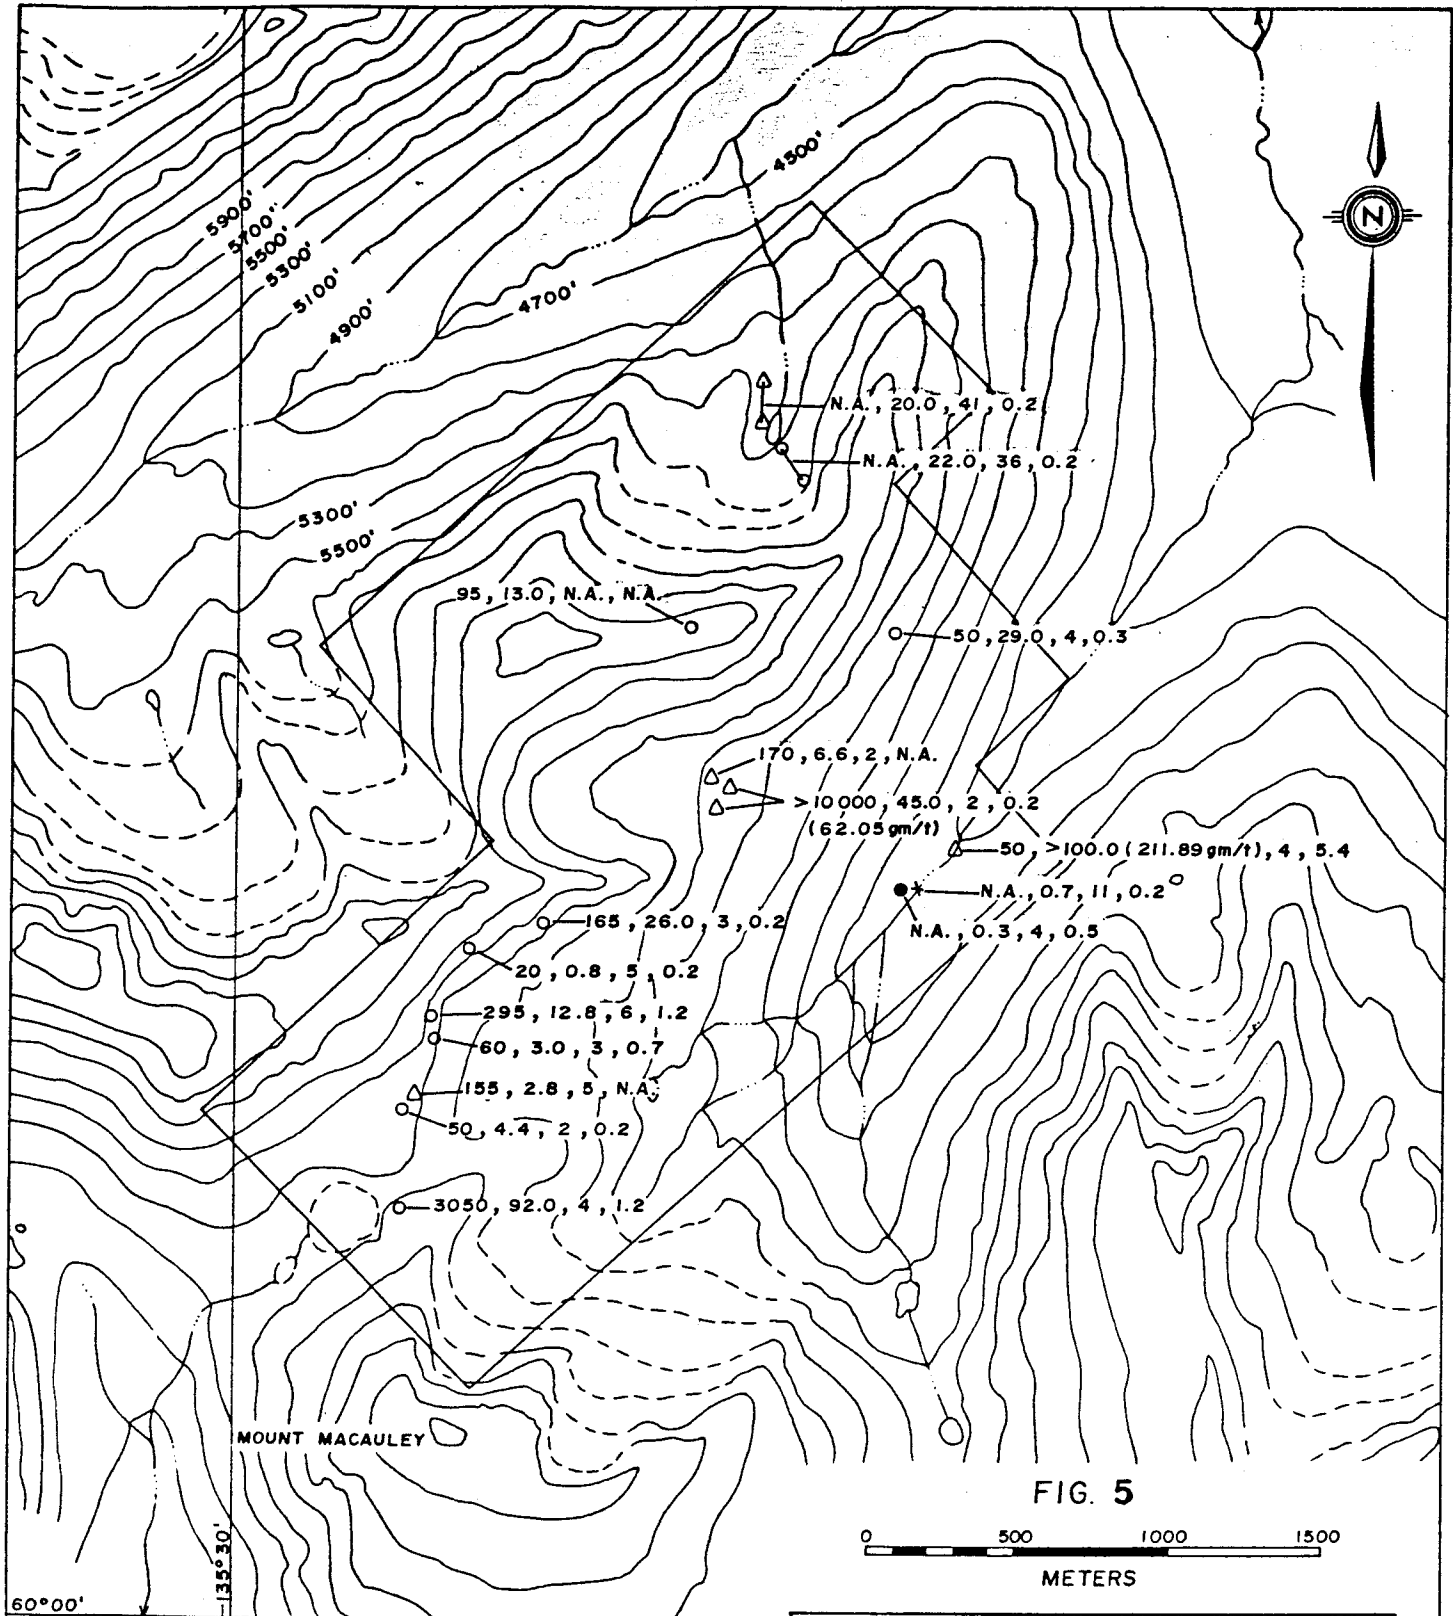 4500'
5900'
5700'
5500'
5300'
5100'
4900'
4700'
N
N.A., 20.0, 41, 0.2
N.A., 22.0, 36, 0.2
5300'
5500'
95, 13.0, N.A., N.A.
50, 29.0, 4, 0.3
170, 6.6, 2, N.A.
>10000, 45.0, 2, 0.2
(62.05gm/t)
50, >100.0 (211.89gm/t), 4, 5.4
N.A., 0.7, 11, 0.2
N.A., 0.3, 4, 0.5
165, 26.0, 3, 0.2
20, 0.8, 5, 0.2
295, 12.8, 6, 1.2
60, 3.0, 3, 0.7
155, 2.8, 5, N.A.
50, 4.4, 2, 0.2
3050, 92.0, 4, 1.2
MOUNT MACAULEY
FIG. 5
0 500 1000 1500
METERS
135°30'
60°00'